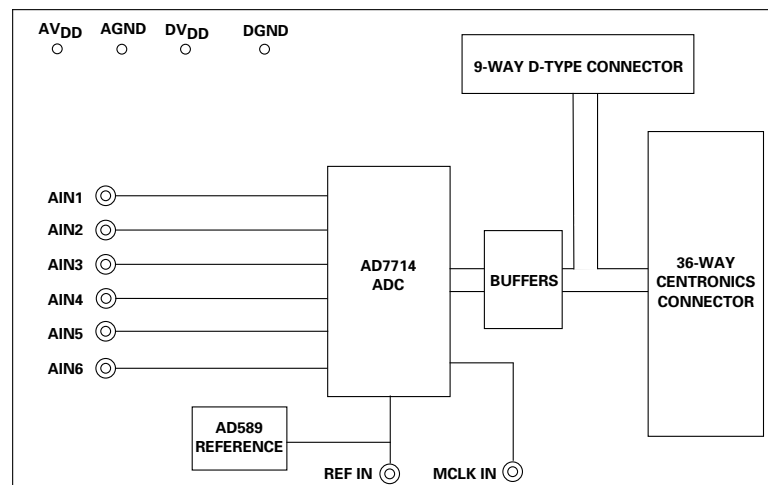 AVDD AGND DVDD DGND
9-WAY D-TYPE CONNECTOR
AIN1
AIN2
AIN3
AIN4
AIN5
AIN6
AD7714
ADC
BUFFERS
36-WAY
CENTRONICS
CONNECTOR
AD589
REFERENCE
REF IN
MCLK IN